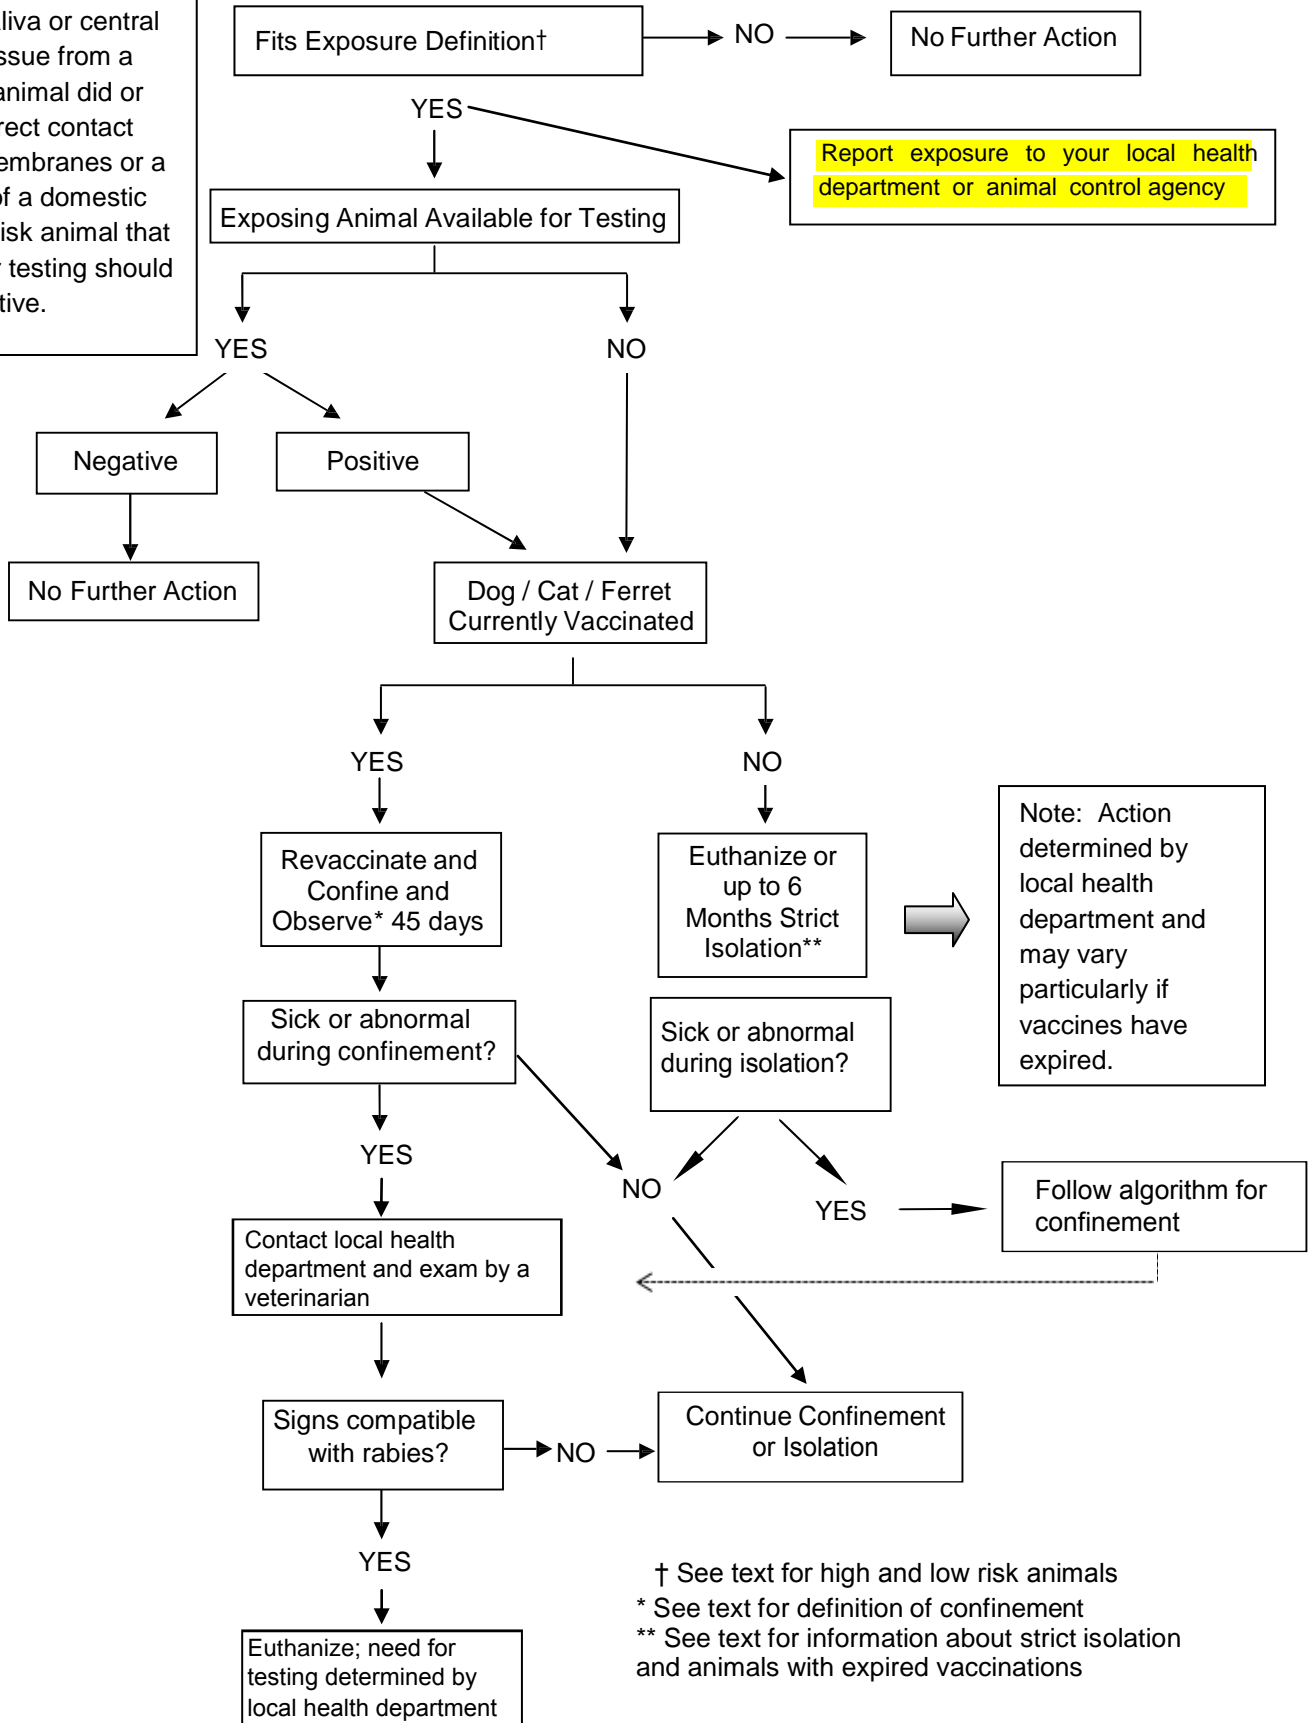 aliva or central
issue from a
animal did or
rect contact
embranes or a
of a domestic
risk animal that
r testing should
tive.
Fits Exposure Definition†
NO
No Further Action
YES
Report exposure to your local health
department or animal control agency
Exposing Animal Available for Testing
YES
NO
Negative
Positive
No Further Action
Dog / Cat / Ferret
Currently Vaccinated
YES
NO
Revaccinate and
Confine and
Observe* 45 days
Euthanize or
up to 6
Months Strict
Isolation**
Note: Action
determined by
local health
department and
may vary
particularly if
vaccines have
expired.
Sick or abnormal
during confinement?
Sick or abnormal
during isolation?
YES
NO
YES
Follow algorithm for
confinement
Contact local health
department and exam by a
veterinarian
Signs compatible
with rabies?
NO
Continue Confinement
or Isolation
YES
Euthanize; need for
testing determined by
local health department
† See text for high and low risk animals
* See text for definition of confinement
** See text for information about strict isolation
and animals with expired vaccinations